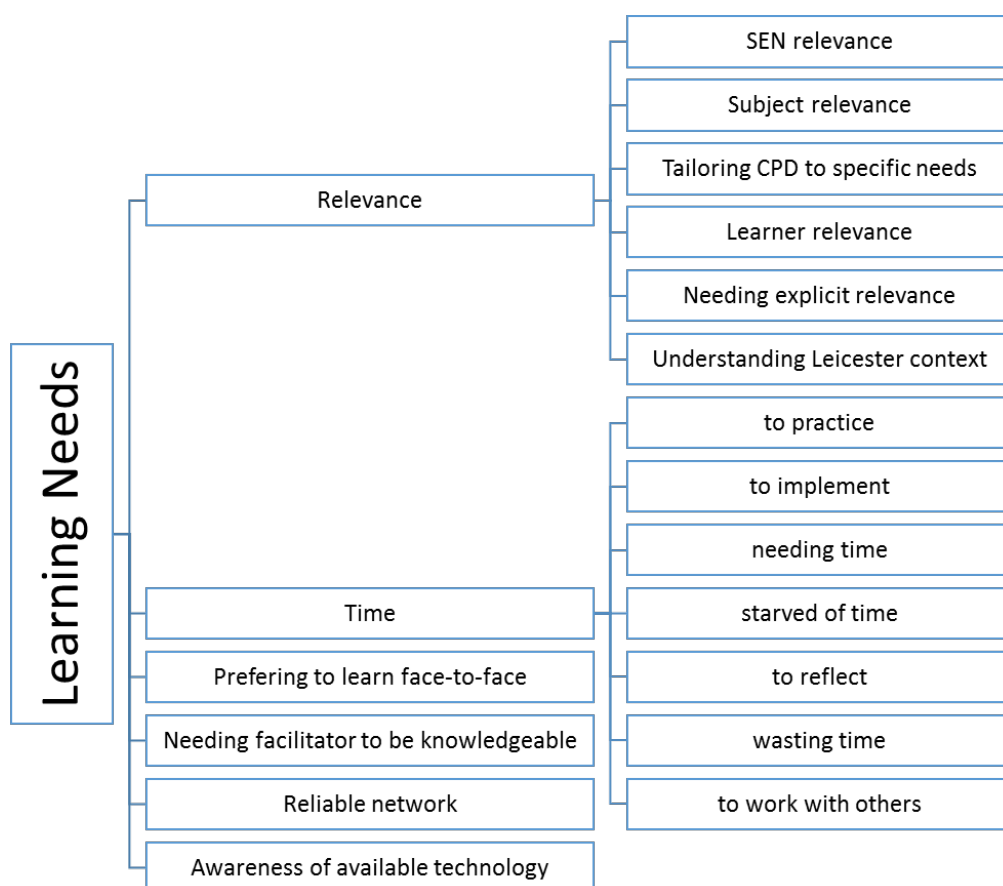 Learning Needs
Relevance
SEN relevance
Subject relevance
Tailoring CPD to specific needs
Learner relevance
Needing explicit relevance
Understanding Leicester context
Time
to practice
to implement
needing time
starved of time
to reflect
wasting time
to work with others
Prefering to learn face-to-face
Needing facilitator to be knowledgeable
Reliable network
Awareness of available technology